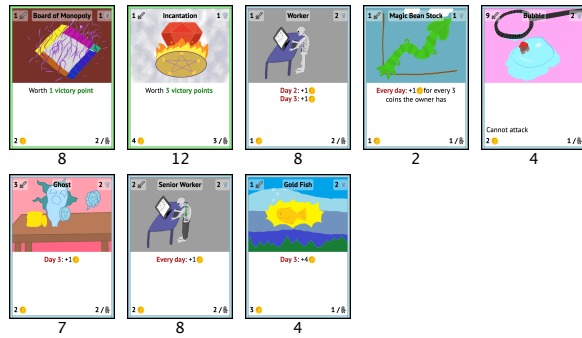 1 Board of Monopoly 1
Worth 1 victory point
2 2/
8
1 Incantation 1
Worth 3 victory points
4 3/
12
1 Worker 2
Day 2: +1
Day 3: +1
1 2/
8
1 Magic Bean Stock 1
Every day: +1 for every 3
coins the owner has
1 1/
2
9 Bubble 2
Cannot attack
2 1/
4
3 Ghost 2
Day 3: +1
2 2/
7
2 Senior Worker 2
Every day: +1
2 2/
8
1 Gold Fish 2
Day 3: +4
3 1/
4